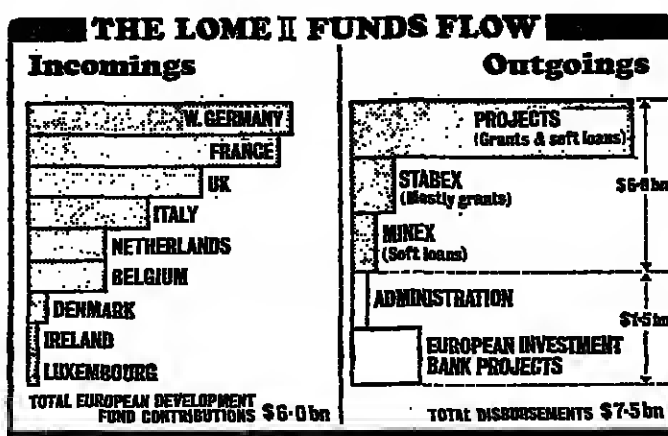 THE LOME II FUNDS FLOW
Incomings
W. GERMANY
FRANCE
UK
ITALY
NETHERLANDS
BELGIUM
DENMARK
IRELAND
LUXEMBOURG
TOTAL EUROPEAN DEVELOPMENT
FUND CONTRIBUTIONS $6·0bn
Outgoings
PROJECTS
(Grants & soft loans)
STABEX
(Mostly grants)
MINEX
(Soft loans)
$6·0bn
ADMINISTRATION
EUROPEAN INVESTMENT
BANK PROJECTS
$1·5bn
TOTAL DISBURSEMENTS $7·5bn